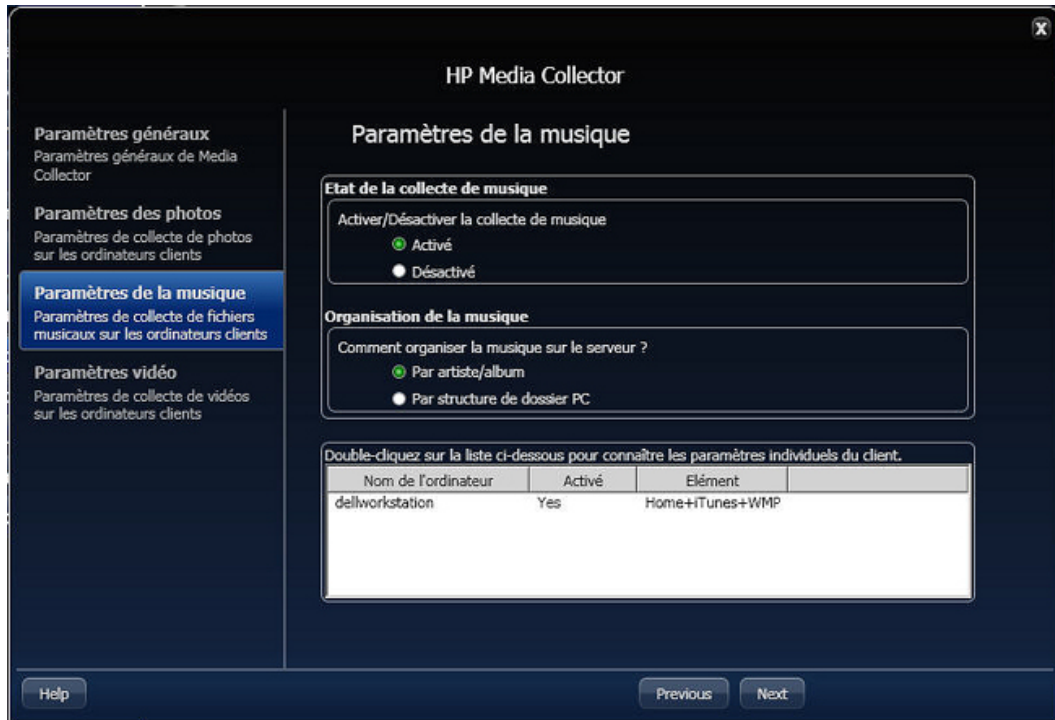 X
HP Media Collector
Paramètres généraux
Paramètres généraux de Media
Collector
Paramètres des photos
Paramètres de collecte de photos
sur les ordinateurs clients
Paramètres de la musique
Paramètres de collecte de fichiers
musicaux sur les ordinateurs clients
Paramètres vidéo
Paramètres de collecte de vidéos
sur les ordinateurs clients
Paramètres de la musique
Etat de la collecte de musique
Activer/Désactiver la collecte de musique
Activé
Désactivé
Organisation de la musique
Comment organiser la musique sur le serveur ?
Par artiste/album
Par structure de dossier PC
Double-cliquez sur la liste ci-dessous pour connaître les paramètres individuels du client.
Nom de l'ordinateur Activé Elément
dellworkstation Yes Home+iTunes+WMP
Help Previous Next